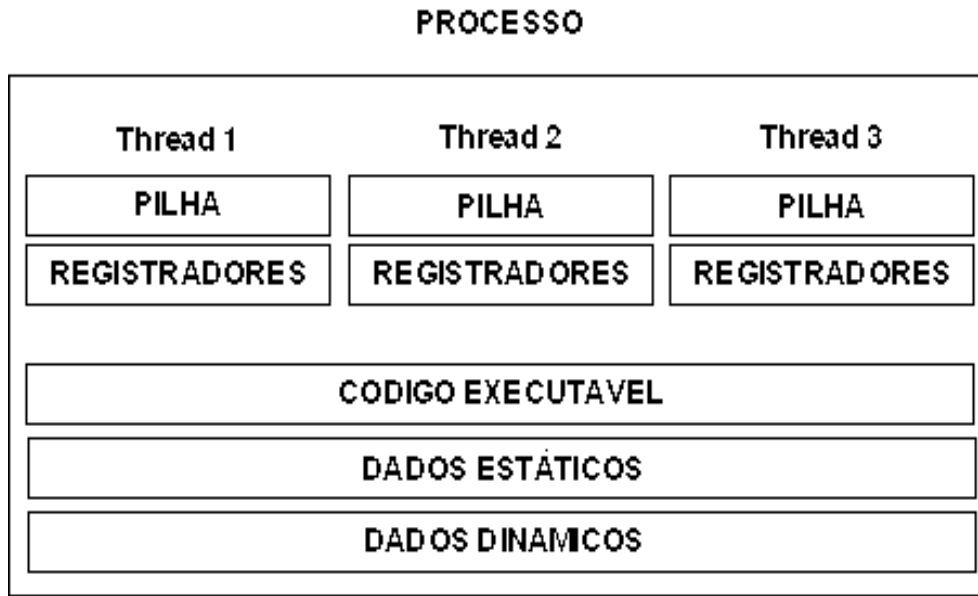 PROCESSO
Thread 1 Thread 2 Thread 3
PILHA PILHA PILHA
REGISTRADORES REGISTRADORES REGISTRADORES
CODIGO EXECUTAVEL
DADOS ESTÁTICOS
DADOS DINAMICOS